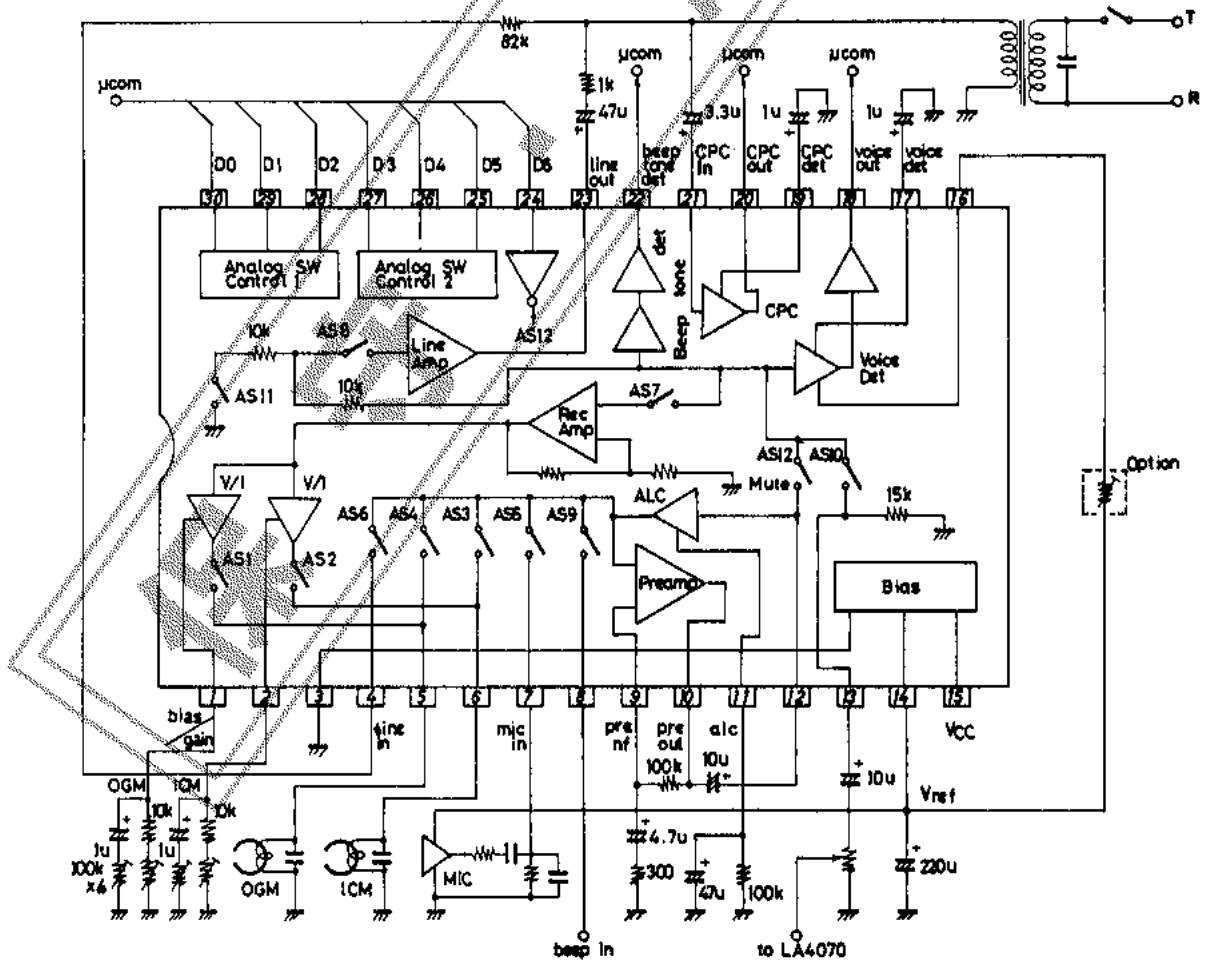 82k
T
μcom
μcom
μcom
μcom
1k
47u
3.3u
1u
1u
R
D0
D1
D2
D3
D4
D5
D6
line out
beep tone det
CPC in
CPC out
CPC det
voice out
voice det
30
29
28
27
26
25
24
23
22
21
20
19
18
17
16
Analog SW Control 1
Analog SW Control 2
det
Beep tone
CPC
10k
AS8
Line Amp
AS12
Voice Det
AS11
10k
AS7
Rec Amp
AS12
AS10
Mute
Option
V/I
V/I
AS6
AS4
AS3
AS5
AS9
ALC
15k
AS1
AS2
Preamp
Bias
1
2
3
4
5
6
7
8
9
10
11
12
13
14
15
bias
gain
line in
mic in
pre nf
pre out
alc
VCC
100k
10u
10u
Vref
OGM
ICM
10k
10k
1u
1u
100k
x4
4.7u
300
47u
100k
220u
OGM
ICM
MIC
beep in
to LA4070